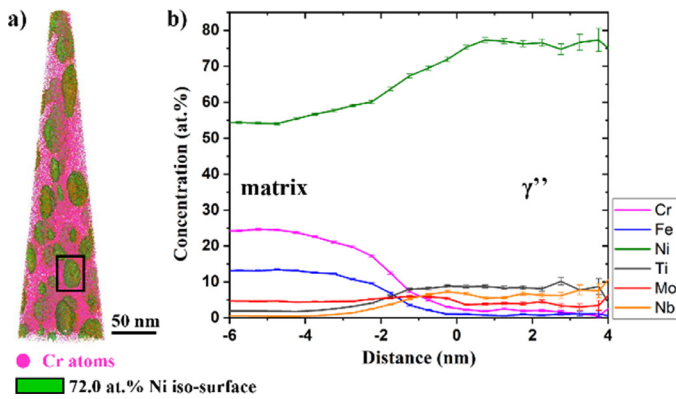 a)
50 nm
Cr atoms
72.0 at.% Ni iso-surface
b)
Concentration (at.%)
80
70
60
50
40
30
20
10
0
matrix
γ’’
-6
-4
-2
0
2
4
Distance (nm)
Cr
Fe
Ni
Ti
Mo
Nb